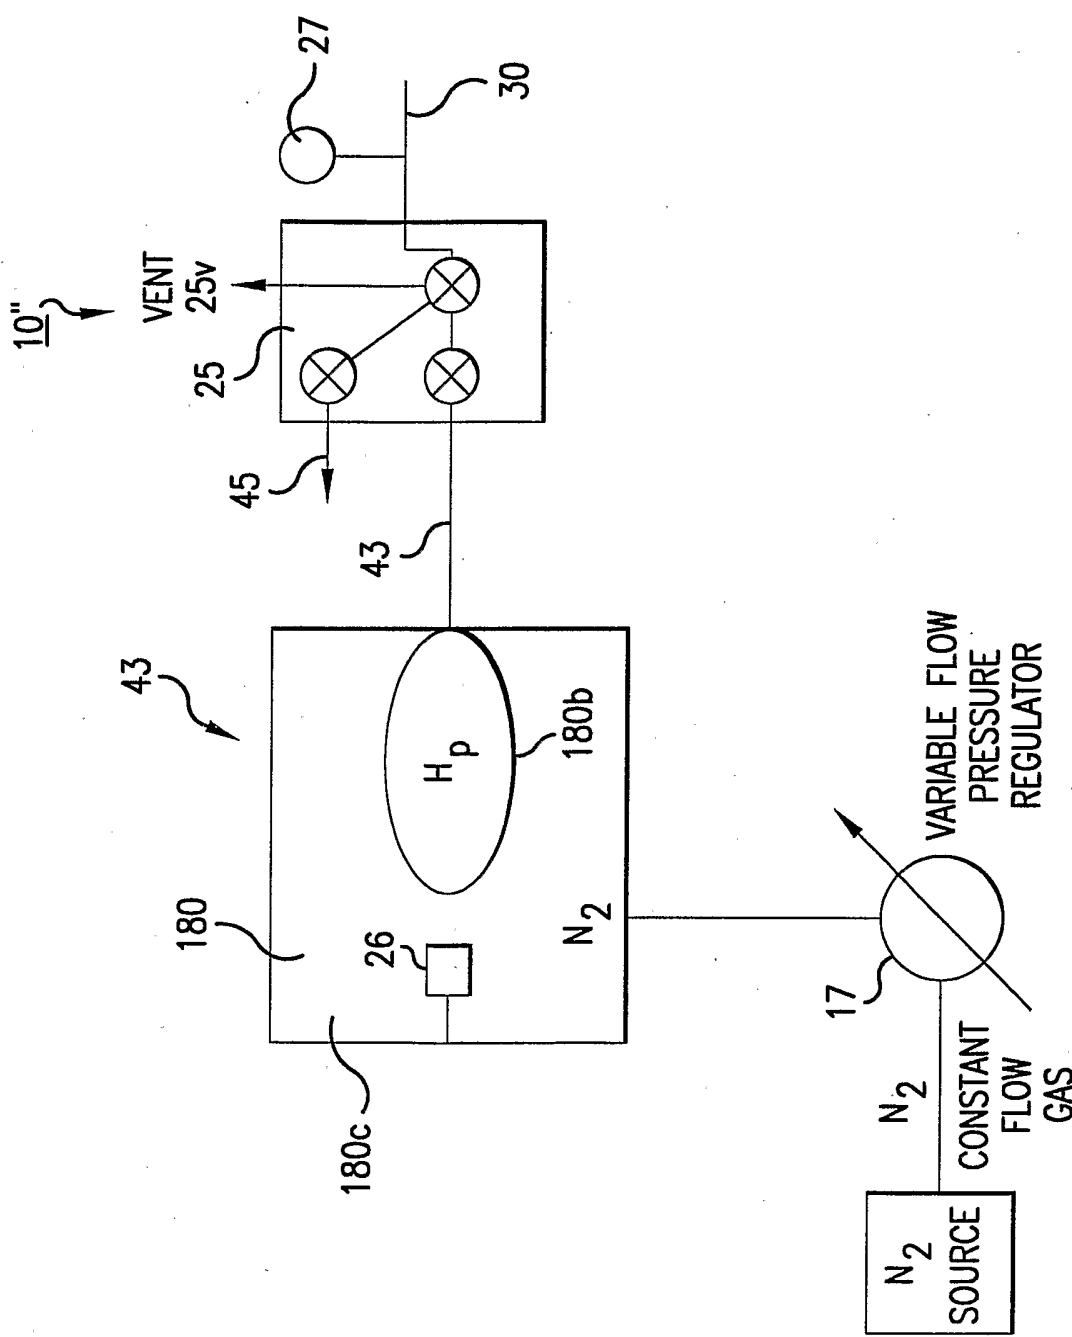 10"
VENT
25v
25
27
30
45
43
43
180
180c
26
H p
180b
N2
17
VARIABLE FLOW
PRESSURE
REGULATOR
N2
CONSTANT
FLOW
GAS
N2
SOURCE